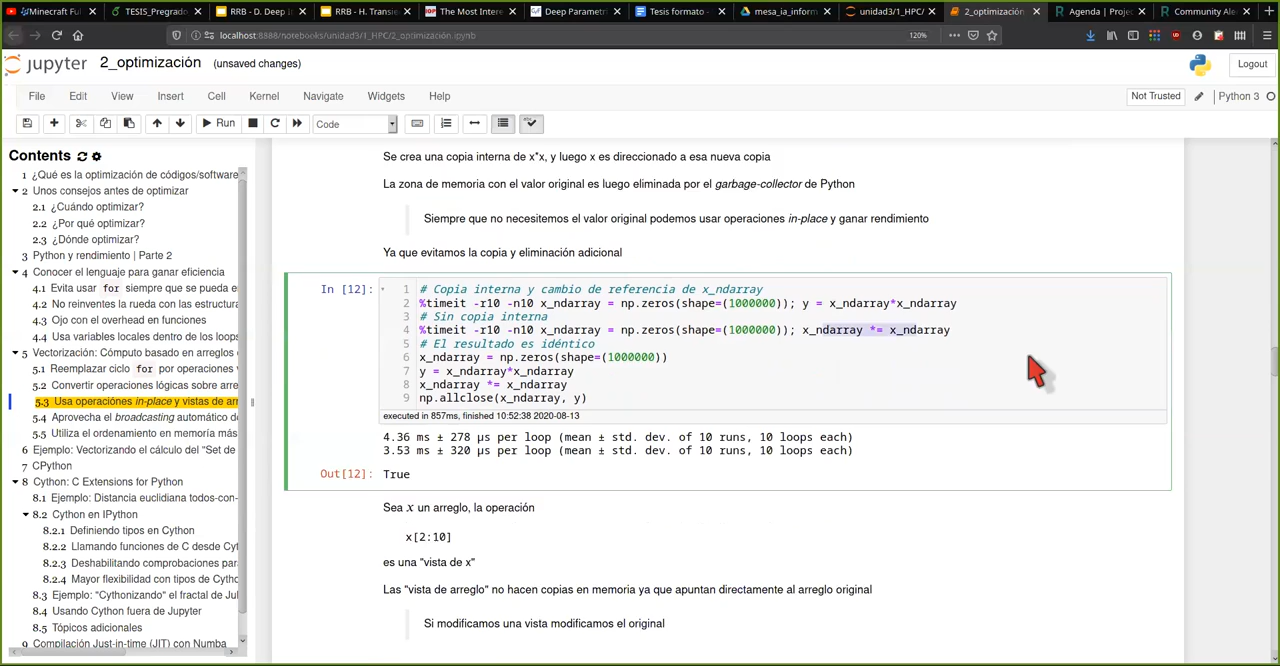 Minecraft Ful
TESIS_Pregrado
RRB - D. Deep I
RRB - H. Transie
The Most Inter
Deep Parametri
Tesis formato -
mesa_ia_inform
unidad3/1_HPC/
2_optimización
Agenda | Projec
Community Ale
localhost:8888/notebooks/unidad3/1_HPC/2_optimización.ipynb
120%
jupyter 2_optimización (unsaved changes)
Logout
File Edit View Insert Cell Kernel Navigate Widgets Help
Not Trusted
Python 3
Run
Code
Contents
1 ¿Qué es la optimización de códigos/software
2 Unos consejos antes de optimizar
2.1 ¿Cuándo optimizar?
2.2 ¿Por qué optimizar?
2.3 ¿Dónde optimizar?
3 Python y rendimiento | Parte 2
4 Conocer el lenguaje para ganar eficiencia
4.1 Evita usar for siempre que se pueda e
4.2 No reinventes la rueda con las estructura
4.3 Ojo con el overhead en funciones
4.4 Usa variables locales dentro de los loops
5 Vectorización: Cómputo basado en arreglos
5.1 Reemplazar ciclo for por operaciones v
5.2 Convertir operaciones lógicas sobre arre
5.3 Usa operaciónes in-place y vistas de ar
5.4 Aprovecha el broadcasting automático d
5.5 Utiliza el ordenamiento en memoría más
6 Ejemplo: Vectorizando el cálculo del "Set de
7 CPython
8 Cython: C Extensions for Python
8.1 Ejemplo: Distancia euclidiana todos-con-
8.2 Cython en IPython
8.2.1 Definiendo tipos en Cython
8.2.2 Llamando funciones de C desde Cyt
8.2.3 Deshabilitando comprobaciones par
8.2.4 Mayor flexibilidad con tipos de Cytho
8.3 Ejemplo: "Cythonizando" el fractal de Jul
8.4 Usando Cython fuera de Jupyter
8.5 Tópicos adicionales
9 Compilación Just-in-time (JIT) con Numba
Se crea una copia interna de x*x, y luego x es direccionado a esa nueva copia
La zona de memoria con el valor original es luego eliminada por el garbage-collector de Python
Siempre que no necesitemos el valor original podemos usar operaciones in-place y ganar rendimiento
Ya que evitamos la copia y eliminación adicional
In [12]:
1 # Copia interna y cambio de referencia de x_ndarray
2 %timeit -r10 -n10 x_ndarray = np.zeros(shape=(1000000)); y = x_ndarray*x_ndarray
3 # Sin copia interna
4 %timeit -r10 -n10 x_ndarray = np.zeros(shape=(1000000)); x_ndarray *= x_ndarray
5 # El resultado es idéntico
6 x_ndarray = np.zeros(shape=(1000000))
7 y = x_ndarray*x_ndarray
8 x_ndarray *= x_ndarray
9 np.allclose(x_ndarray, y)
executed in 857ms, finished 10:52:38 2020-08-13
4.36 ms ± 278 µs per loop (mean ± std. dev. of 10 runs, 10 loops each)
3.53 ms ± 320 µs per loop (mean ± std. dev. of 10 runs, 10 loops each)
Out[12]: True
Sea x un arreglo, la operación
x[2:10]
es una "vista de x"
Las "vista de arreglo" no hacen copias en memoria ya que apuntan directamente al arreglo original
Si modificamos una vista modificamos el original